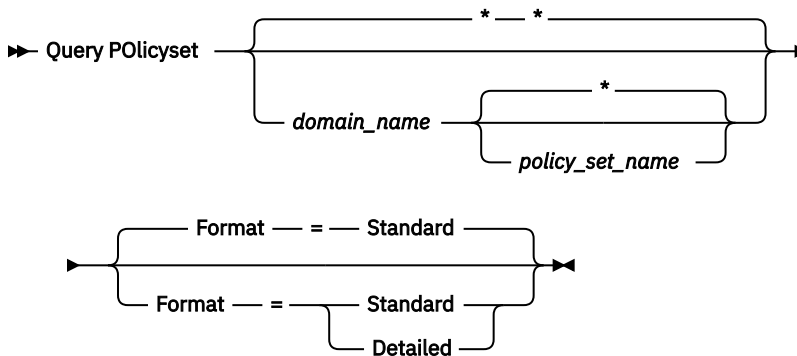 * *
Query POlicyset
*
domain_name
policy_set_name
Format = Standard
Format = Standard
Detailed